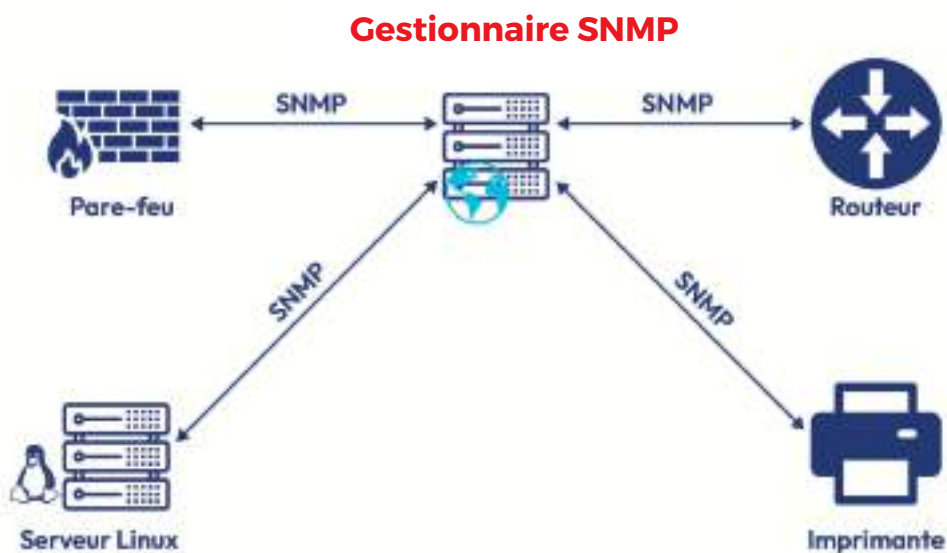 Gestionnaire SNMP
SNMP
SNMP
Pare-feu
Routeur
SNMP
SNMP
Serveur Linux
Imprimante